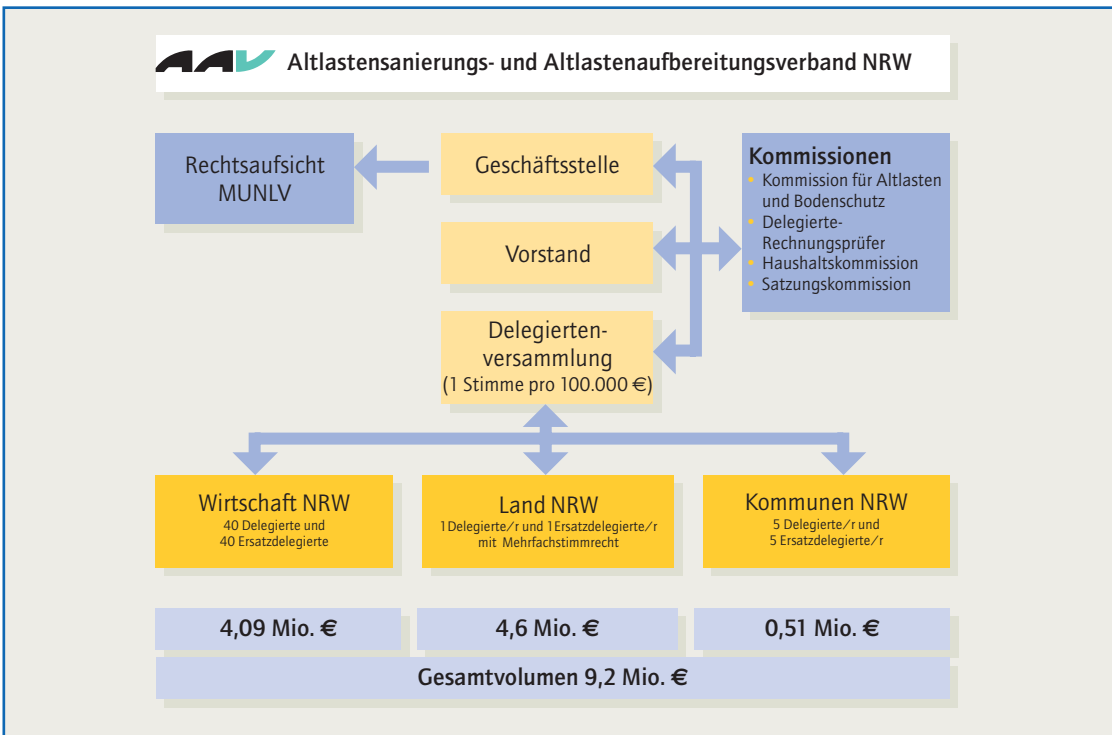 AAV Altlastensanierungs- und Altlastenaufbereitungsverband NRW
Rechtsaufsicht
MUNLV
Geschäftsstelle
Vorstand
Delegierten-
versammlung
(1 Stimme pro 100.000 €)
Kommissionen
• Kommission für Altlasten
und Bodenschutz
• Delegierte-
Rechnungsprüfer
• Haushaltskommission
• Satzungskommission
Wirtschaft NRW
40 Delegierte und
40 Ersatzdelegierte
Land NRW
1 Delegierte/r und 1 Ersatzdelegierte/r
mit Mehrfachstimmrecht
Kommunen NRW
5 Delegierte/r und
5 Ersatzdelegierte/r
4,09 Mio. €
4,6 Mio. €
0,51 Mio. €
Gesamtvolumen 9,2 Mio. €